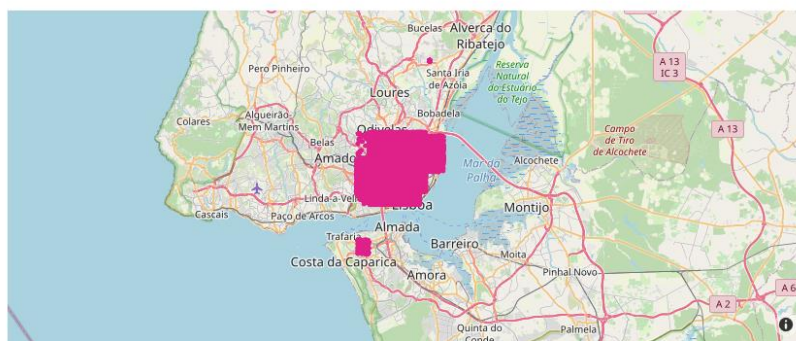 Bucelas
Alverca do
Ribatejo
A 13
IC 3
Pero Pinheiro
Santa Iria
de Azóia
Reserva
Natural
do Estuário
do Tejo
Loures
Colares
Algueirão-
Mem Martins
Bobadela
Odivelas
Campo
de Tiro
de Alcochete
A 13
Belas
Amado
Mar da
Palha
Alcochete
Linda-a-Velh
Lisboa
Cascais
Paço de Arcos
Montijo
Trafaria
Almada
Barreiro
Moita
Costa da Caparica
Amora
Pinhal Novo
A 6
A 2
Quinta do
Conde
Palmela